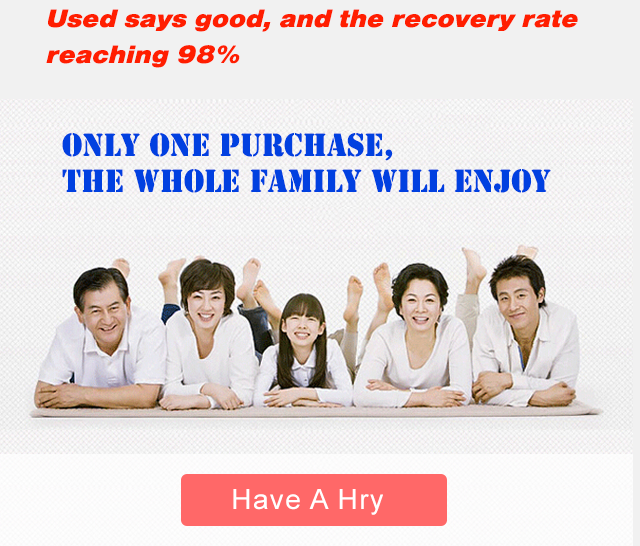 Used says good, and the recovery rate
reaching 98%
ONLY ONE PURCHASE,
THE WHOLE FAMILY WILL ENJOY
Have A Hry